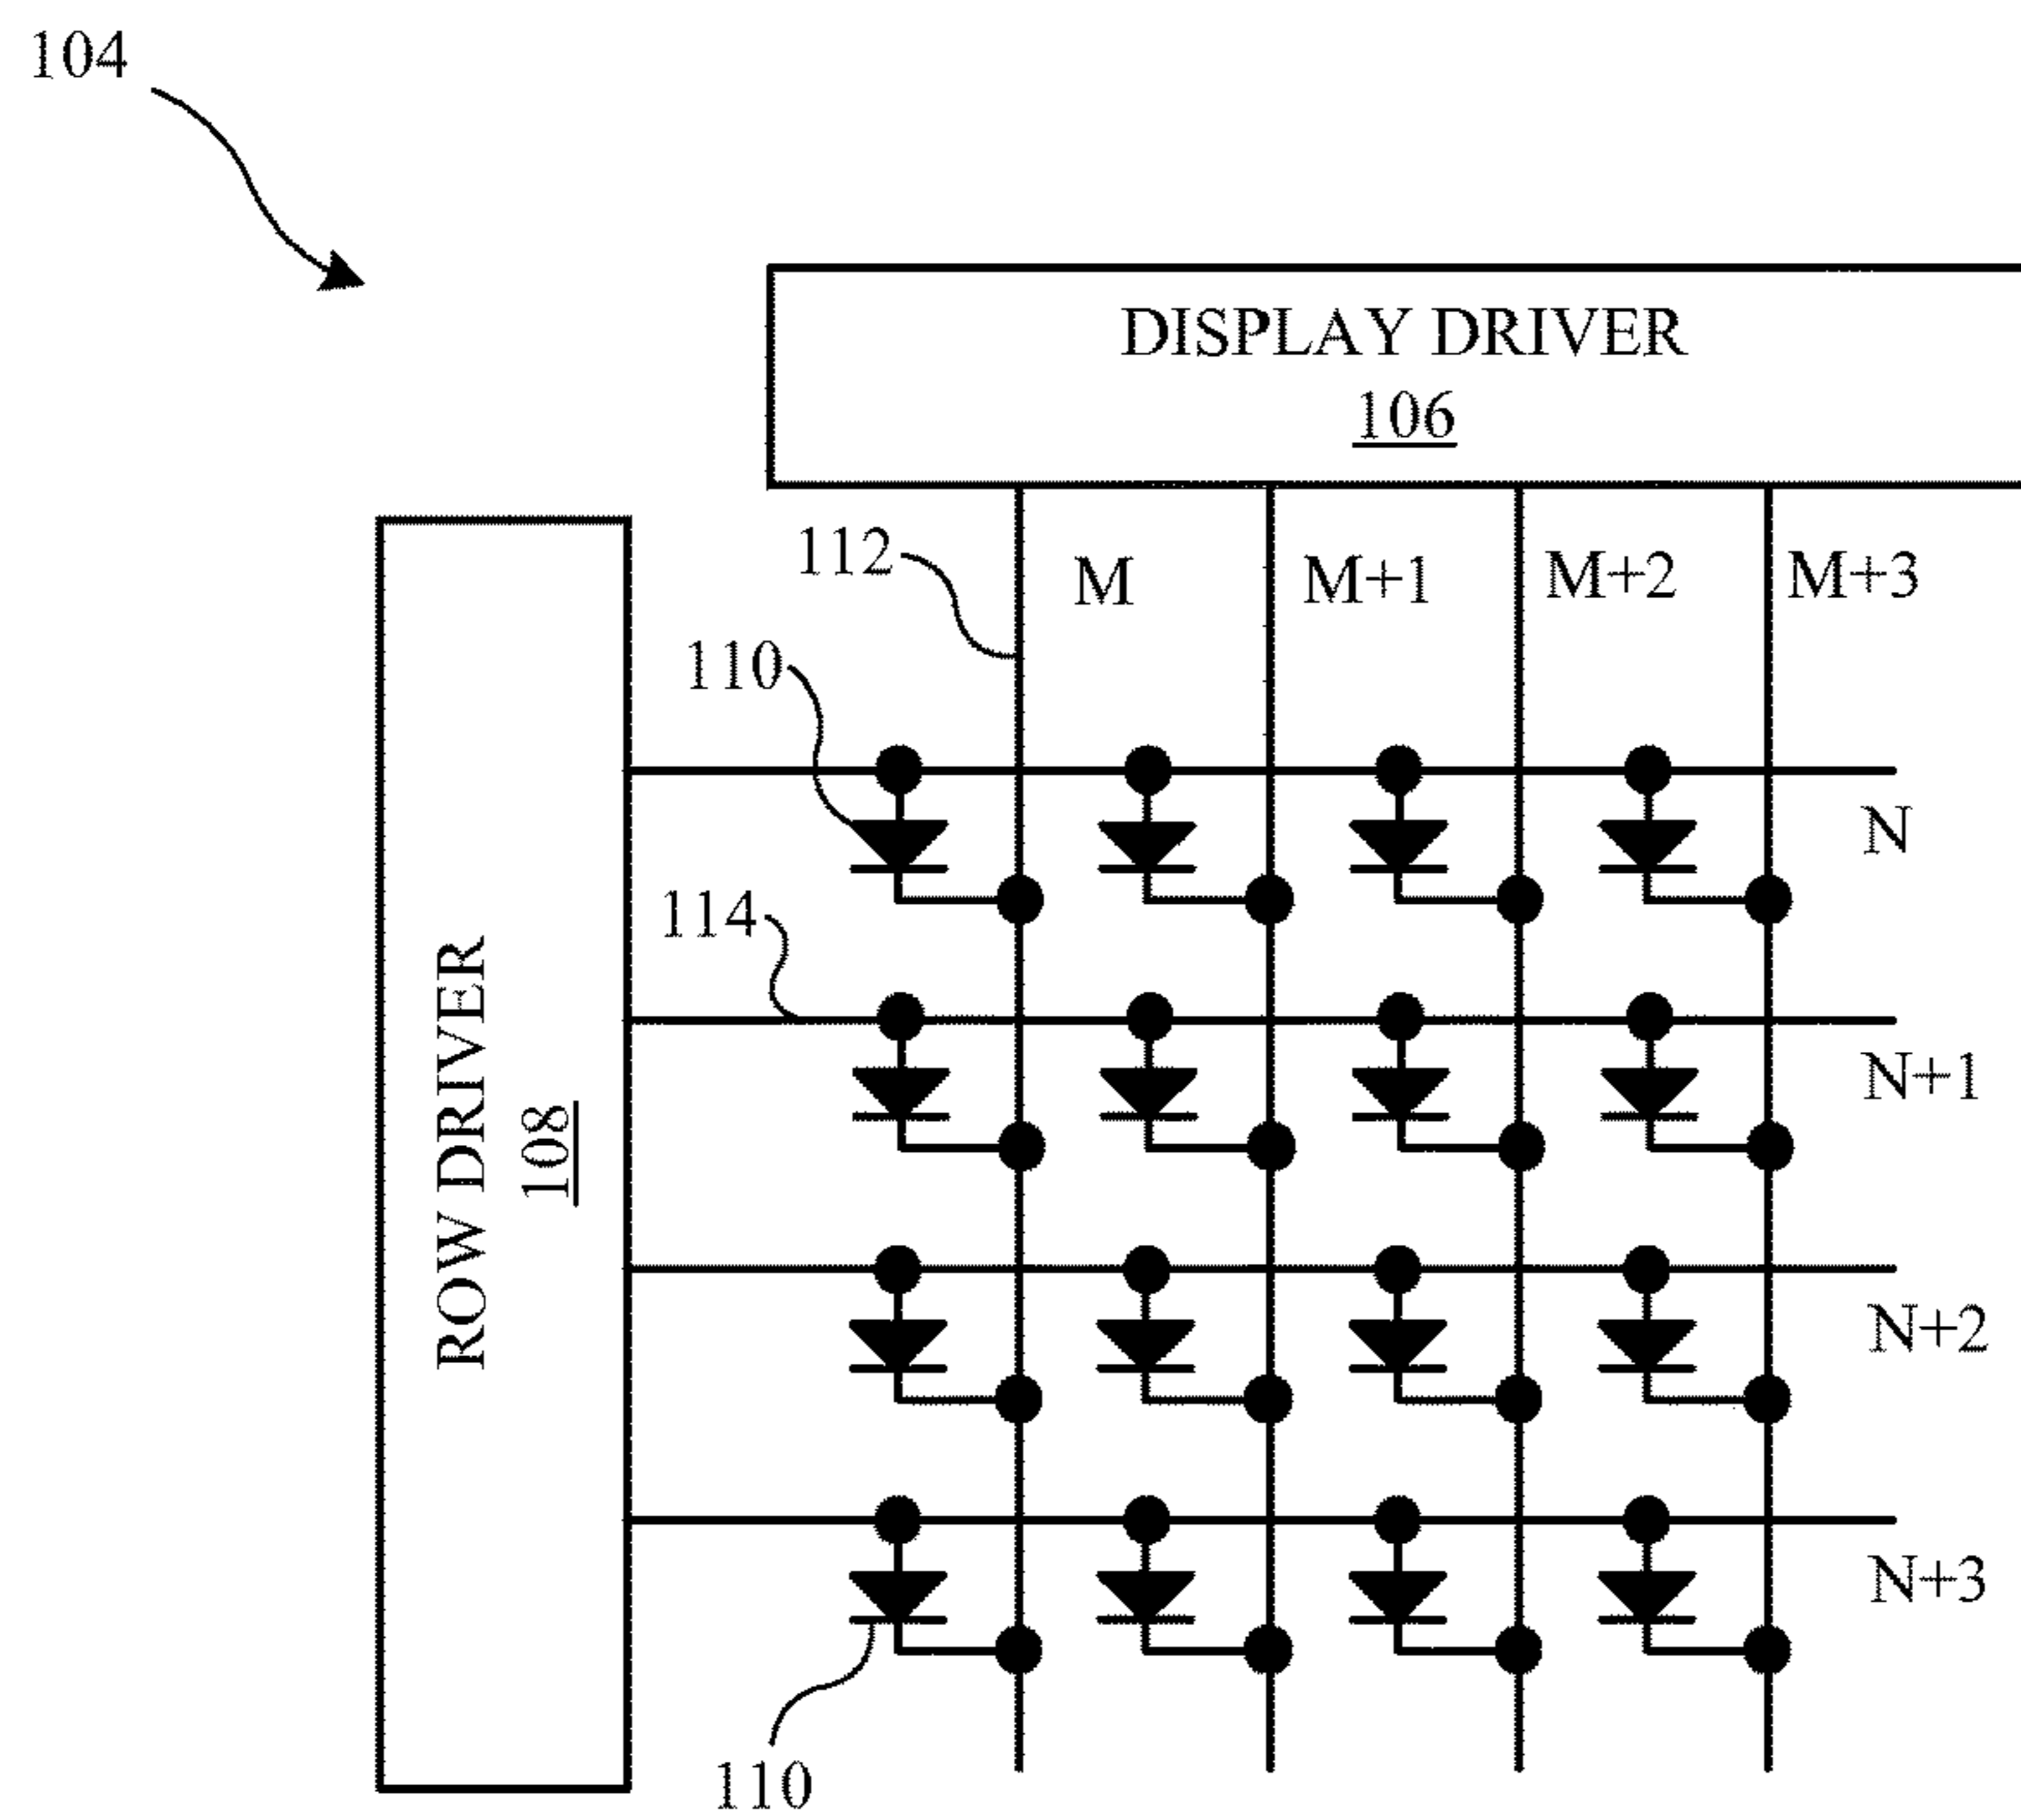 104
DISPLAY DRIVER
106
112
M
M+1
M+2
M+3
110
N
114
N+1
ROW DRIVER
108
N+2
N+3
110